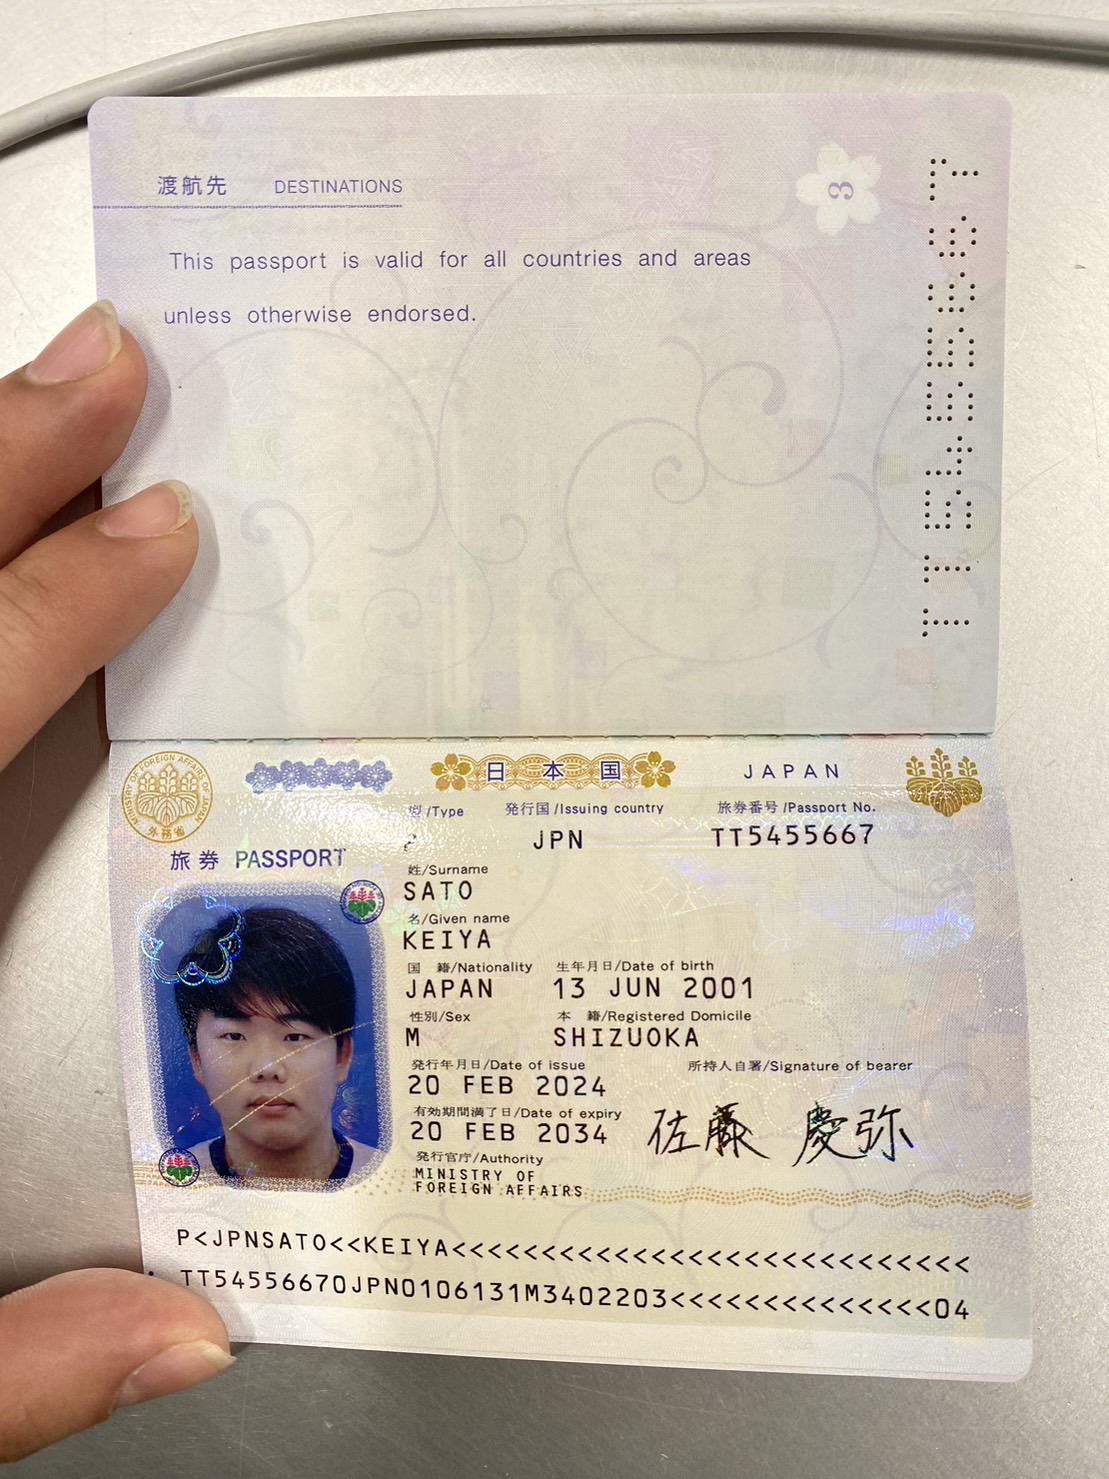 渡航先 DESTINATIONS
3
This passport is valid for all countries and areas
unless otherwise endorsed.
TT5455667
MINISTRY OF FOREIGN AFFAIRS OF JAPAN
外務省
日本国
JAPAN
旅券 PASSPORT
型/Type 発行国/Issuing country 旅券番号/Passport No.
JPN TT5455667
姓/Surname
SATO
名/Given name
KEIYA
国 籍/Nationality 生年月日/Date of birth
JAPAN 13 JUN 2001
性別/Sex 本 籍/Registered Domicile
M SHIZUOKA
発行年月日/Date of issue 所持人自署/Signature of bearer
20 FEB 2024
有効期間満了日/Date of expiry
20 FEB 2034
佐藤 慶弥
発行官庁/Authority
MINISTRY OF
FOREIGN AFFAIRS
P<JPNSATO<<KEIYA<<<<<<<<<<<<<<<<<<<<<<<<<<<<
TT54556670JPN0106131M3402203<<<<<<<<<<<<<<04